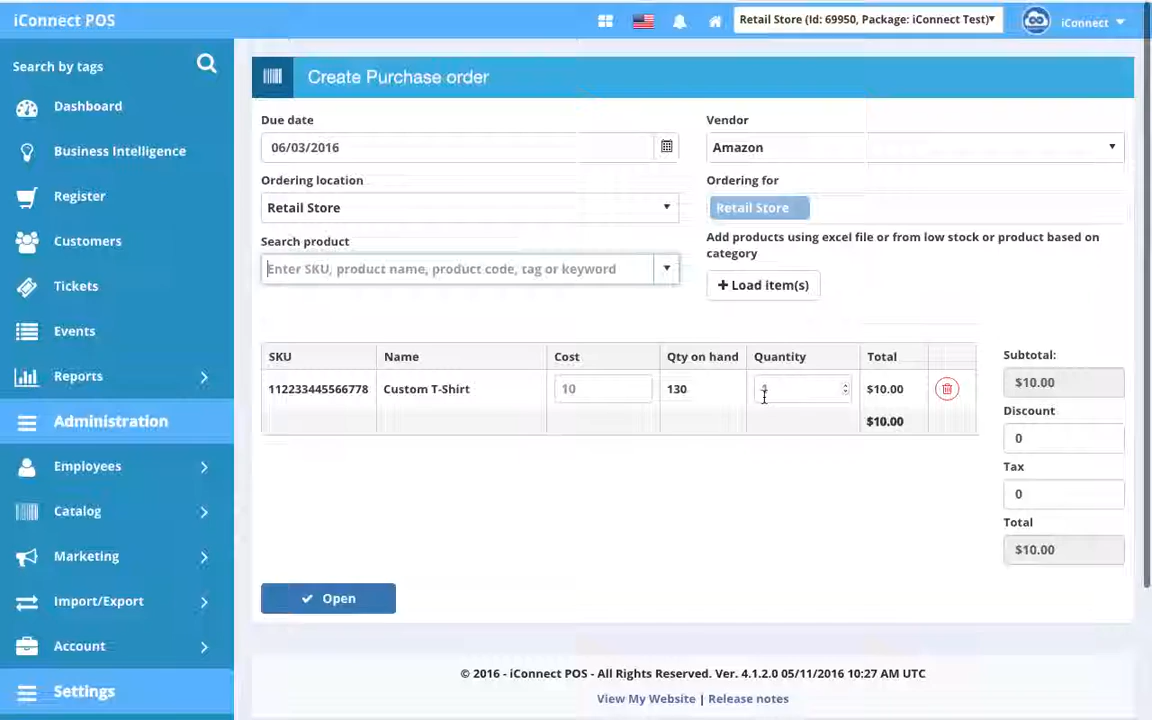 iConnect POS
Retail Store (Id: 69950, Package: iConnect Test)
iConnect
Search by tags
Dashboard
Business Intelligence
Register
Customers
Tickets
Events
Reports
Administration
Employees
Catalog
Marketing
Import/Export
Account
Settings
Create Purchase order
Due date
06/03/2016
Vendor
Amazon
Ordering location
Retail Store
Ordering for
Retail Store
Search product
Enter SKU, product name, product code, tag or keyword
Add products using excel file or from low stock or product based on
category
+ Load item(s)
SKU Name Cost Qty on hand Quantity Total
112233445566778 Custom T-Shirt 10 130 1 $10.00
$10.00
Subtotal:
$10.00
Discount
0
Tax
0
Total
$10.00
Open
© 2016 - iConnect POS - All Rights Reserved. Ver. 4.1.2.0 05/11/2016 10:27 AM UTC
View My Website | Release notes